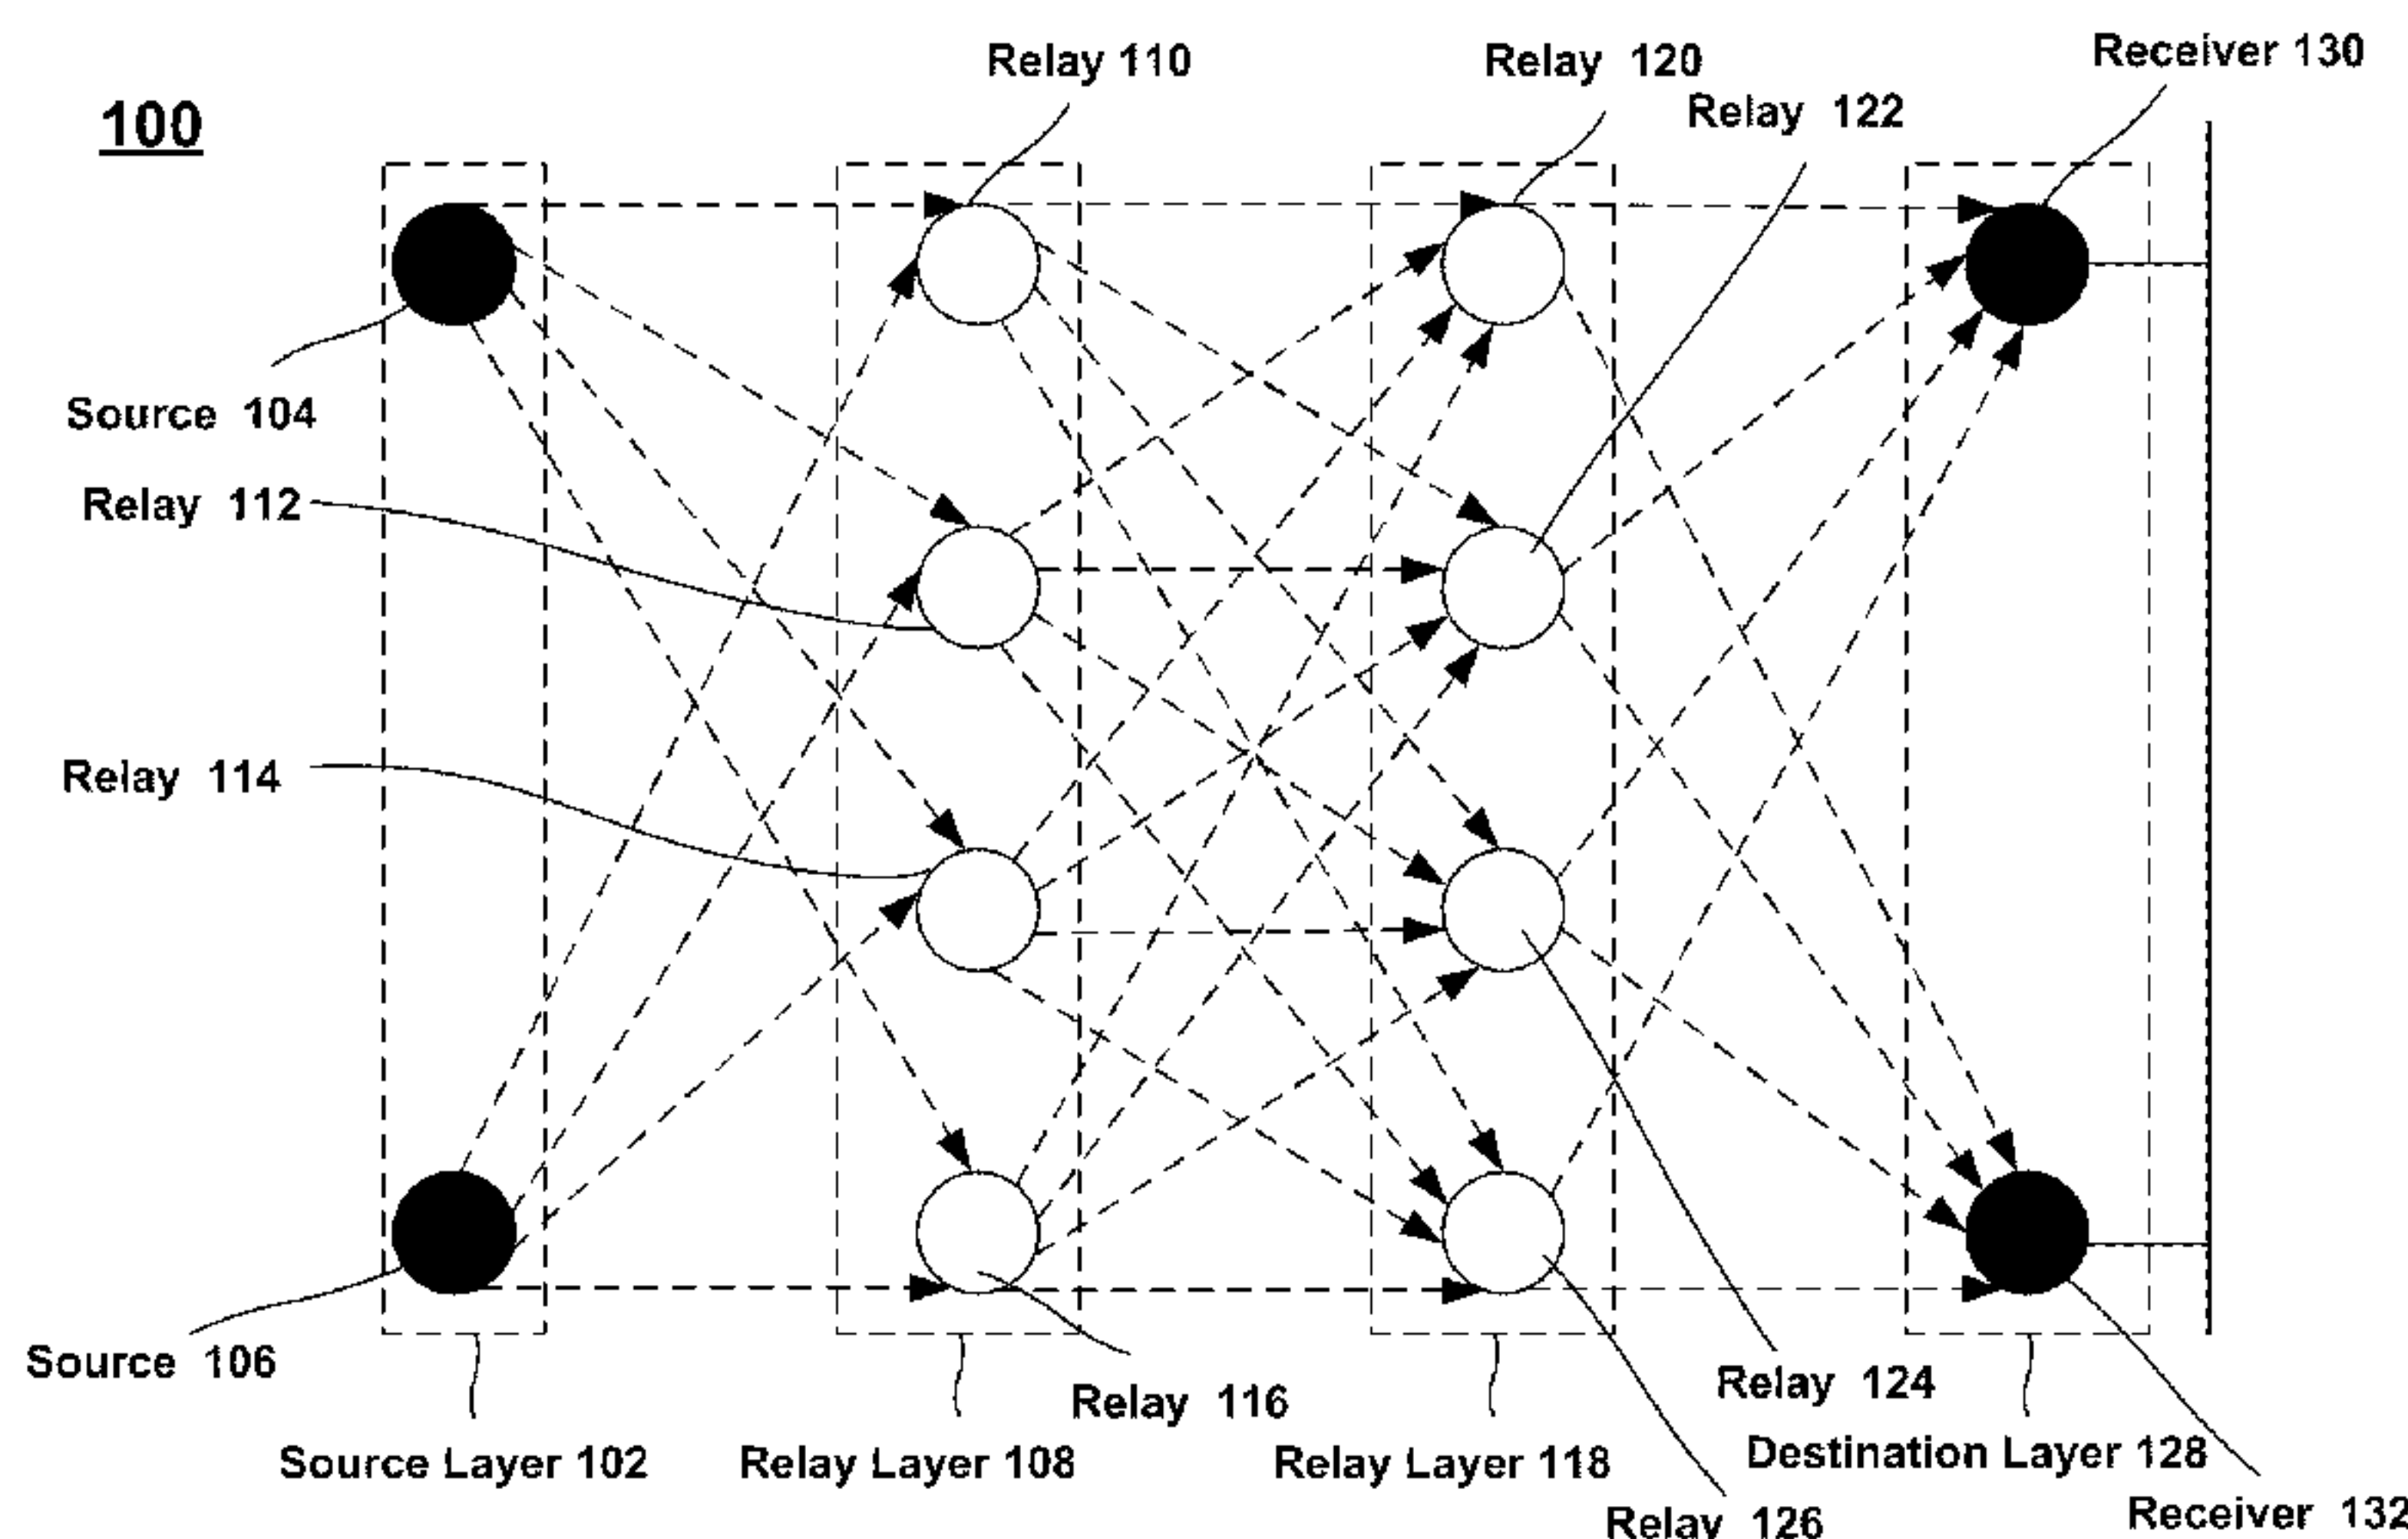 Relay 110
Relay 120
Receiver 130
Relay 122
100
Source 104
Relay 112
Relay 114
Source 106
Relay 116
Relay 124
Source Layer 102
Relay Layer 108
Relay Layer 118
Destination Layer 128
Relay 126
Receiver 132